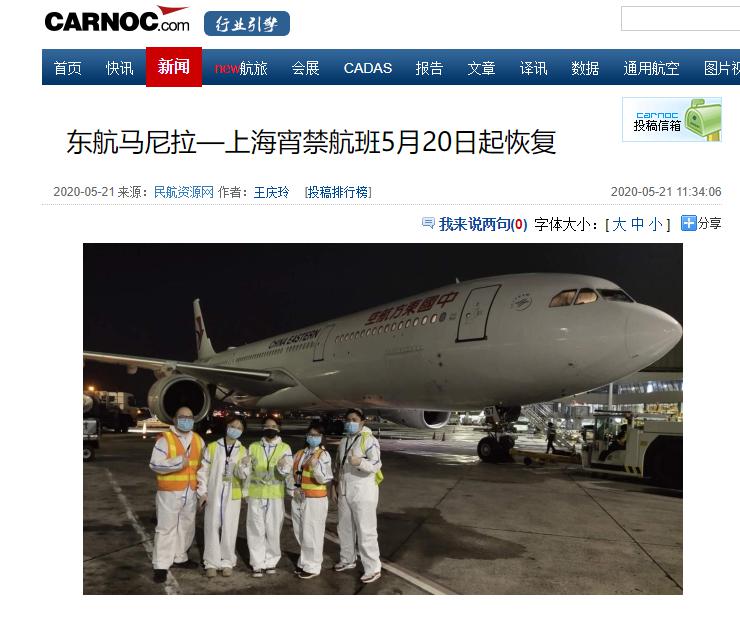 CARNOC.com 行业引擎
首页 快讯 新闻 new航旅 会展 CADAS 报告 文章 译讯 数据 通用航空 图片
carnoc
投稿信箱
东航马尼拉—上海宵禁航班5月20日起恢复
2020-05-21 来源：民航资源网 作者：王庆玲 [投稿排行榜] 2020-05-21 11:34:06
我来说两句(0) 字体大小：[ 大 中 小 ] 分享
空航方東國中
CHINA EASTERN